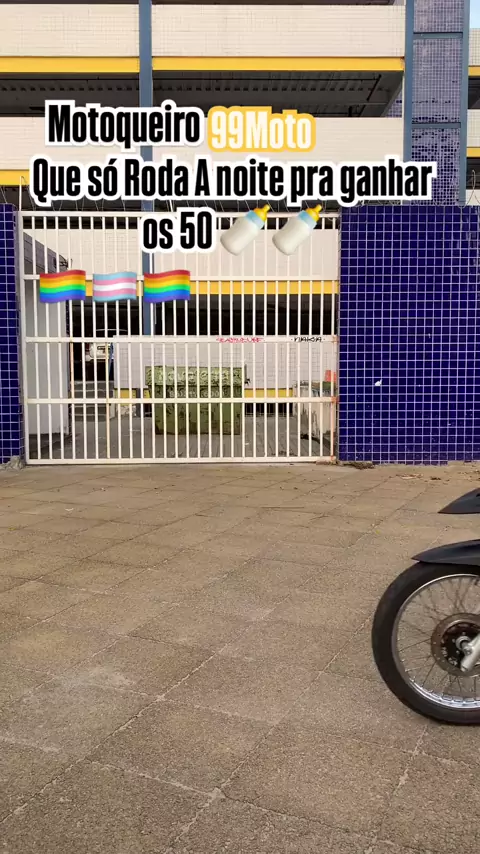 Motoqueiro 99Moto
Que só Roda A noite pra ganhar
os 50 🍼🍼
🏳️‍🌈🏳️‍⚧️🏳️‍🌈